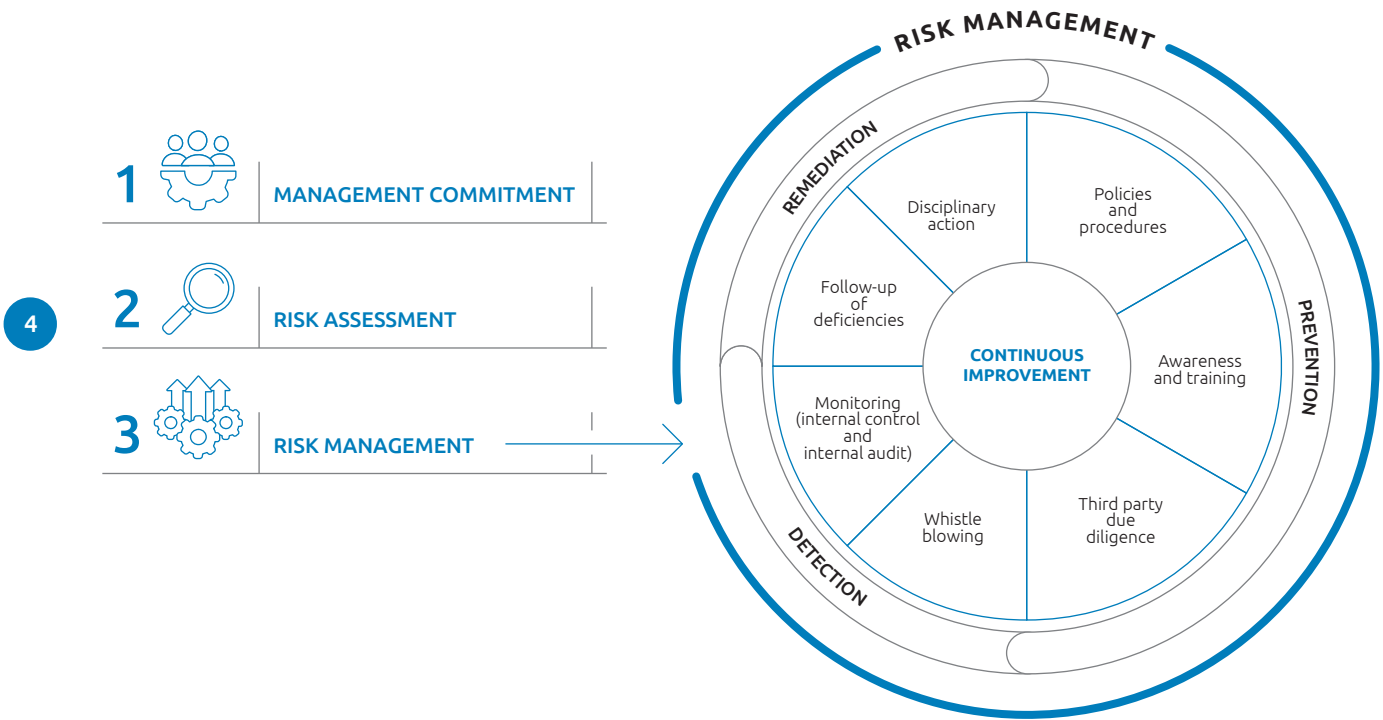 4
1
MANAGEMENT COMMITMENT
2
RISK ASSESSMENT
3
RISK MANAGEMENT
RISK MANAGEMENT
REMEDIATION
PREVENTION
DETECTION
Disciplinary
action
Policies
and
procedures
Follow-up
of
deficiencies
CONTINUOUS
IMPROVEMENT
Awareness
and training
Monitoring
(internal control
and
internal audit)
Whistle
blowing
Third party
due
diligence